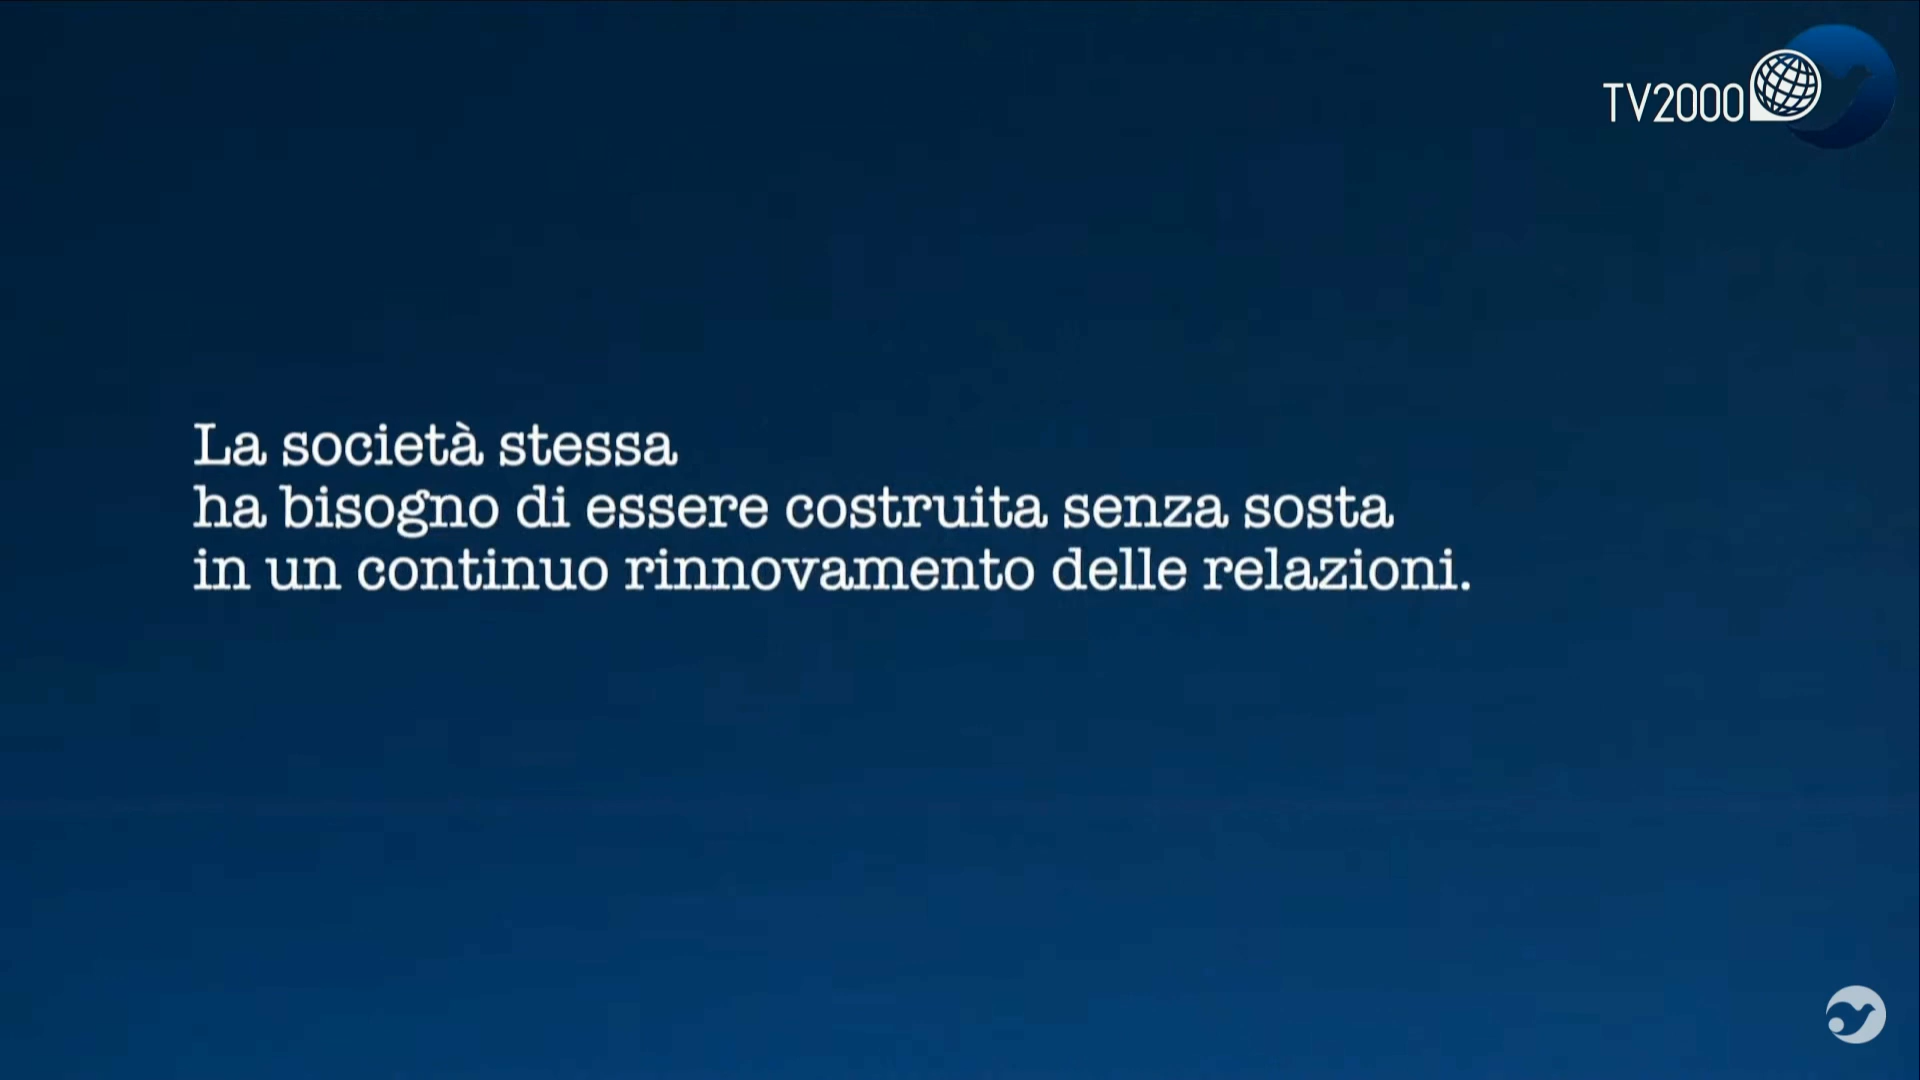 TV2000
La società stessa
ha bisogno di essere costruita senza sosta
in un continuo rinnovamento delle relazioni.